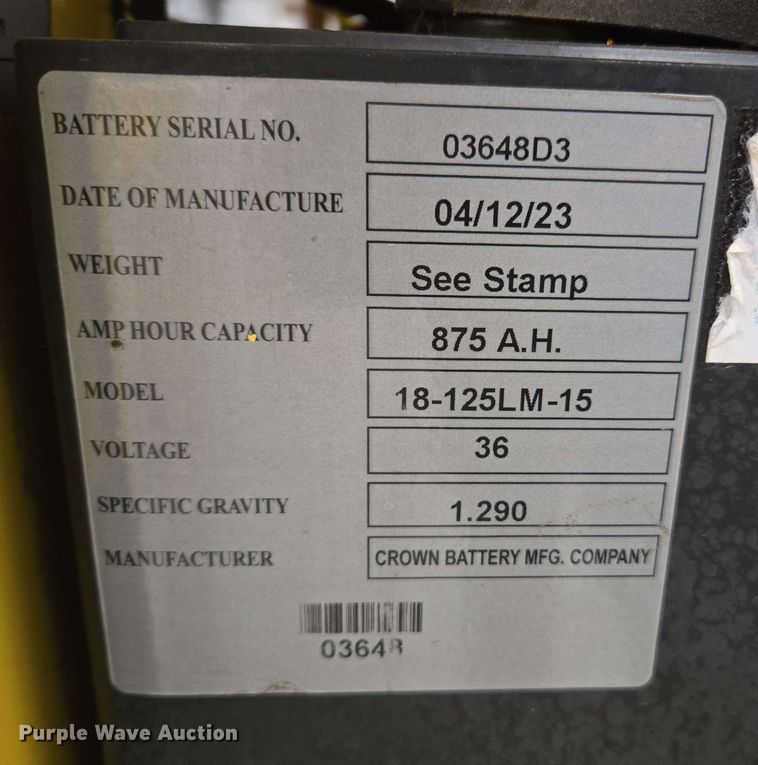 BATTERY SERIAL NO. 03648D3
DATE OF MANUFACTURE 04/12/23
WEIGHT See Stamp
AMP HOUR CAPACITY 875 A.H.
MODEL 18-125LM-15
VOLTAGE 36
SPECIFIC GRAVITY 1.290
MANUFACTURER CROWN BATTERY MFG. COMPANY
03648
Purple Wave Auction